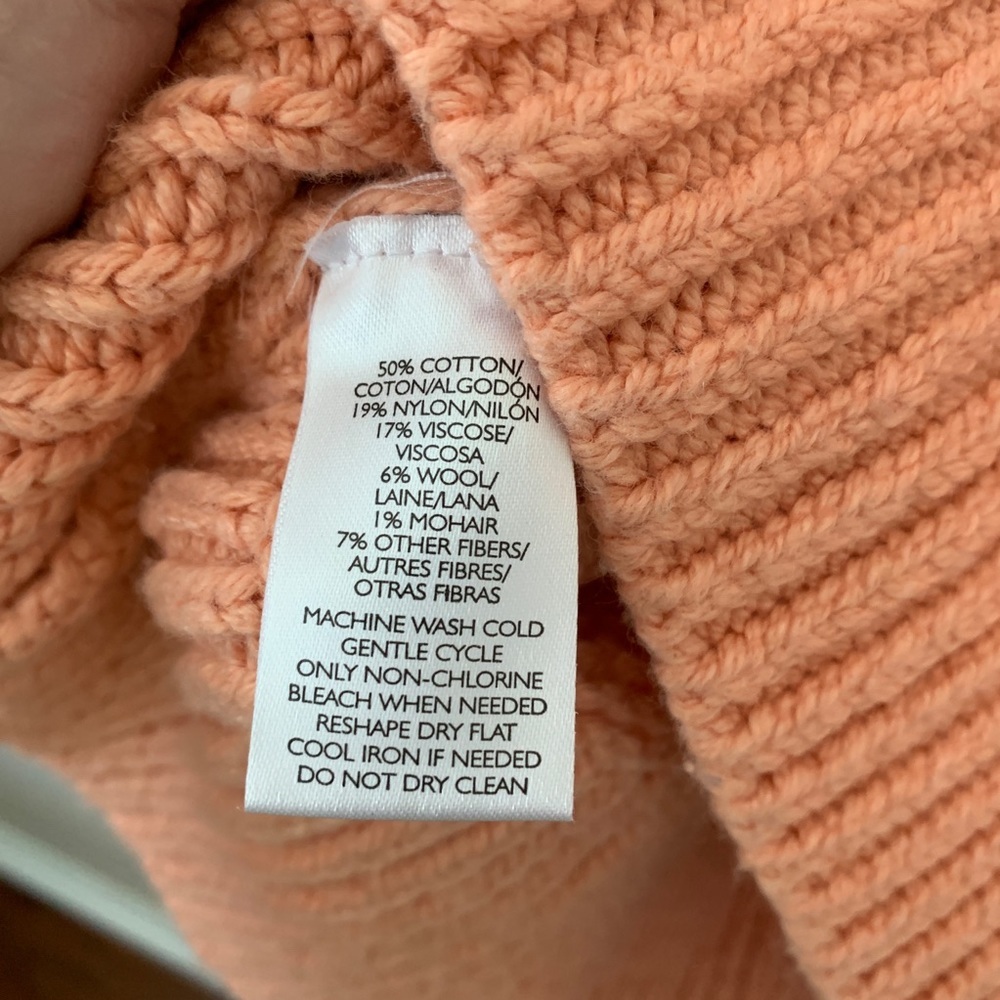 50% COTTON/
COTON/ALGODÓN
19% NYLON/NILÓN
17% VISCOSE/
VISCOSA
6% WOOL/
LAINE/LANA
1% MOHAIR
7% OTHER FIBERS/
AUTRES FIBRES/
OTRAS FIBRAS
MACHINE WASH COLD
GENTLE CYCLE
ONLY NON-CHLORINE
BLEACH WHEN NEEDED
RESHAPE DRY FLAT
COOL IRON IF NEEDED
DO NOT DRY CLEAN